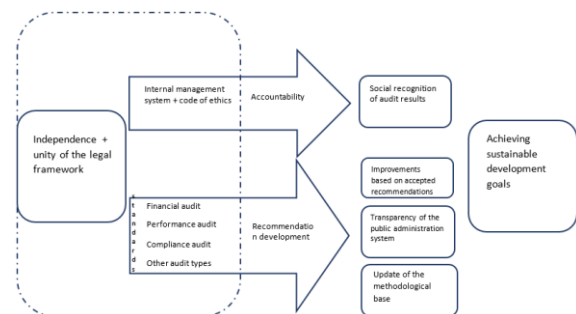 Independence +
unity of the legal
framework
Internal management
system + code of ethics
Accountability
s
t
a
n
d
a
r
d
s
Financial audit
Performance audit
Compliance audit
Other audit types
Recommendatio
n development
Social recognition
of audit results
Improvements
based on accepted
recommendations
Transparency of the
public administration
system
Update of the
methodological
base
Achieving
sustainable
development
goals